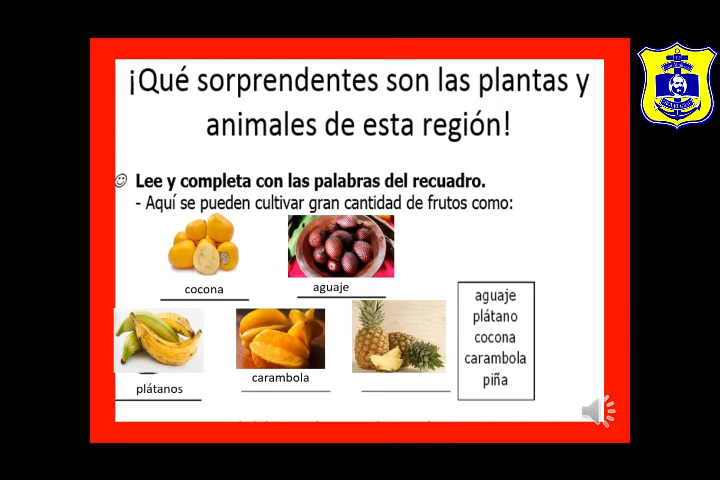 ¡Qué sorprendentes son las plantas y
animales de esta región!
Lee y completa con las palabras del recuadro.
- Aquí se pueden cultivar gran cantidad de frutos como:
cocona
aguaje
plátanos
carambola
aguaje
plátano
cocona
carambola
piña